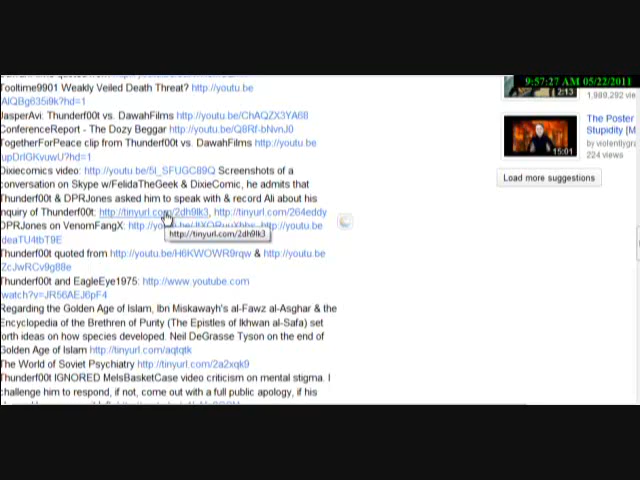 9:57:27 AM 05/22/2011
Tooltime9901 Weakly Veiled Death Threat? http://youtu.be
AlQBg635i9k?hd=1
JasperAvi: Thunderf00t vs. DawahFilms http://youtu.be/ChAQZX3YA68
ConferenceReport - The Dozy Beggar http://youtu.be/Q8Rf-bNvnJ0
TogetherForPeace clip from Thunderf00t vs. DawahFilms http://youtu.be
upDrlGKvuwU?hd=1
Dixiecomics video: http://youtu.be/5l_SFUGC89Q Screenshots of a
conversation on Skype w/FelidaTheGeek & DixieComic, he admits that
Thunderf00t & DPRJones asked him to speak with & record Ali about his
nquiry of Thunderf00t: http://tinyurl.com/2dh9lk3, http://tinyurl.com/264eddy
DPRJones on VenomFangX:
http://tinyurl.com/2dh9lk3
deaTU4tbT9E
Thunderf00t quoted from http://youtu.be/H6KWOWR9rqw & http://youtu.be
ZcJwRCv9g89e
Thunderf00t and EagleEye1975: http://www.youtube.com
watch?v=JR56AEJ6pF4
Regarding the Golden Age of Islam, Ibn Miskawayh's al-Fawz al-Asghar & the
Encyclopedia of the Brethren of Purity (The Epistles of Ikhwan al-Safa) set
orth ideas on how species developed. Neil DeGrasse Tyson on the end of
Golden Age of Islam http://tinyurl.com/aqtqtk
The World of Soviet Psychiatry http://tinyurl.com/2a2xqk9
Thunderf00t IGNORED MelsBasketCase video criticism on mental stigma. I
challenge him to respond, if not, come out with a full public apology, if his
2:13
1,989,292 vie
The Poster
Stupidity [M
by violentlygra
224 views
15:01
Load more suggestions